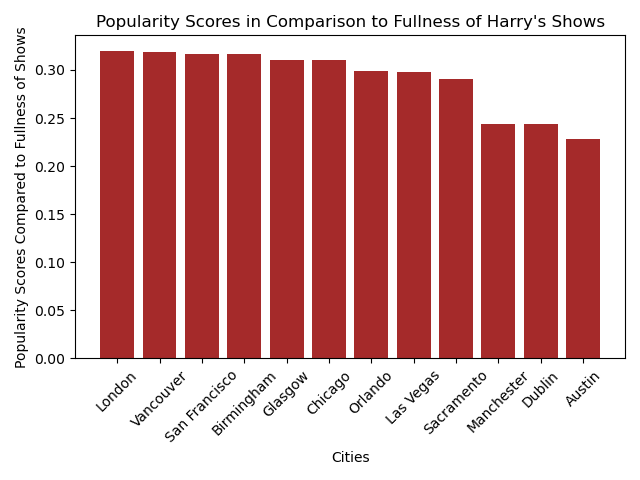 Popularity Scores in Comparison to Fullness of Harry's Shows
Popularity Scores Compared to Fullness of Shows
0.30
0.25
0.20
0.15
0.10
0.05
0.00
London
Vancouver
San Francisco
Birmingham
Glasgow
Chicago
Orlando
Las Vegas
Sacramento
Manchester
Dublin
Austin
Cities